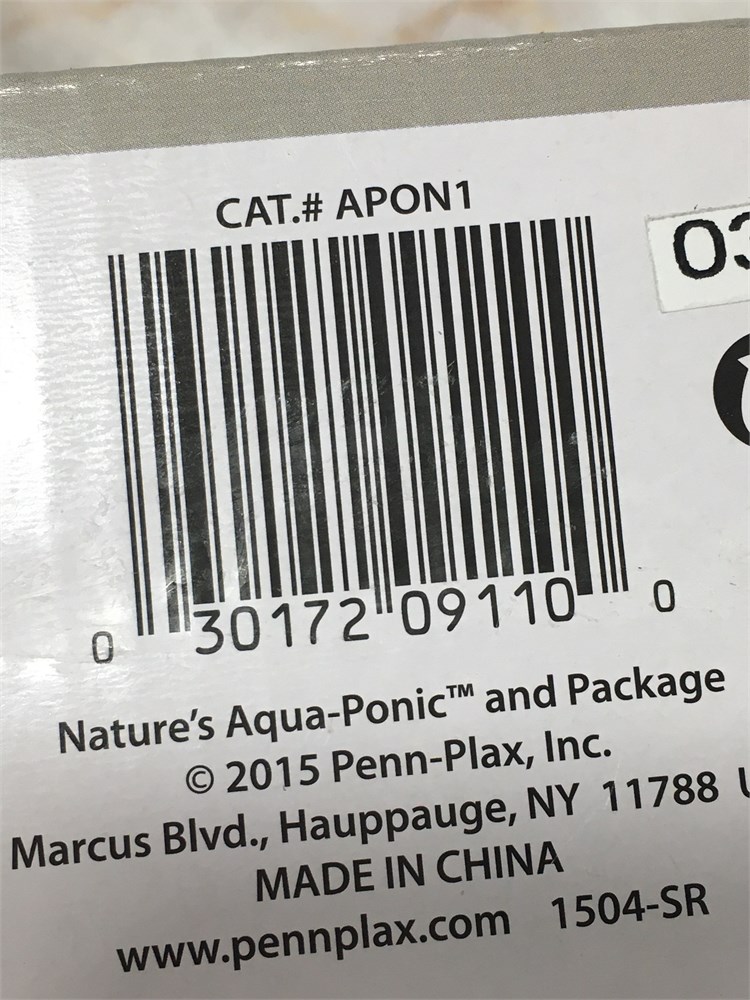 CAT.# APON1
03
0 30172 09110 0
Nature's Aqua-Ponic™ and Package
© 2015 Penn-Plax, Inc.
Marcus Blvd., Hauppauge, NY 11788
MADE IN CHINA
www.pennplax.com 1504-SR